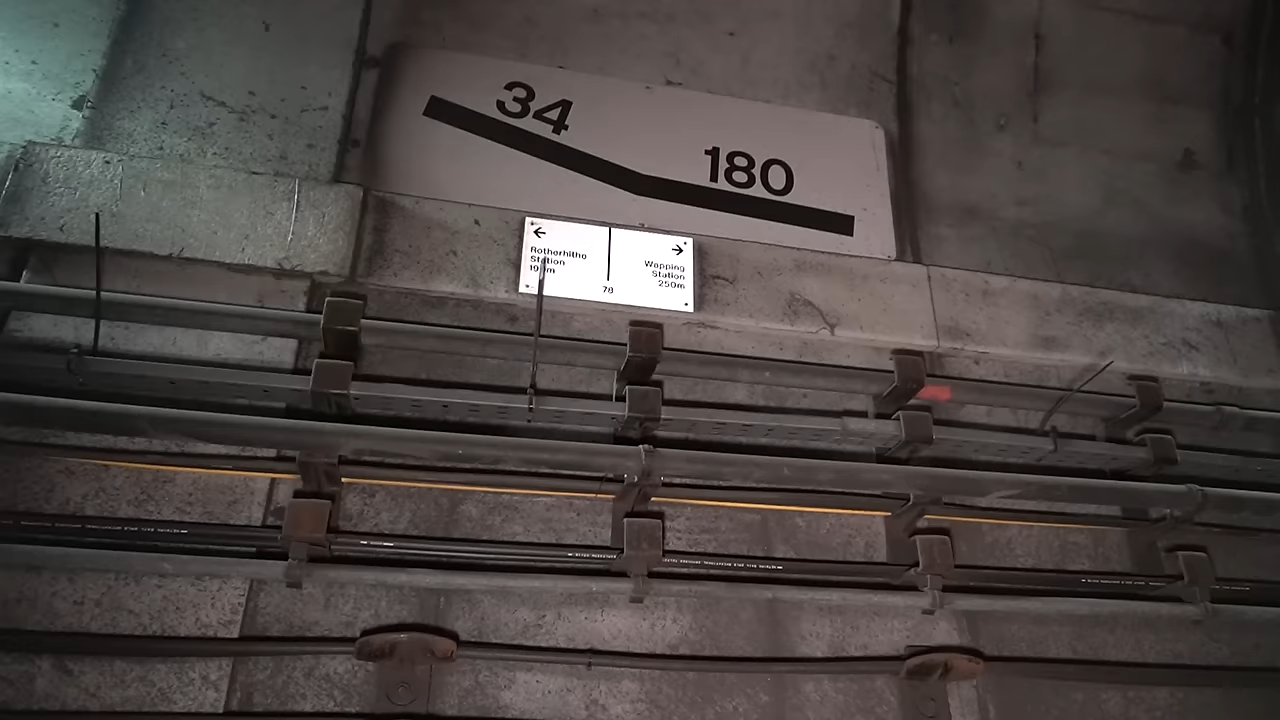 34
180
← →
Rotherhithe
Station
Wapping
Station
250m
78